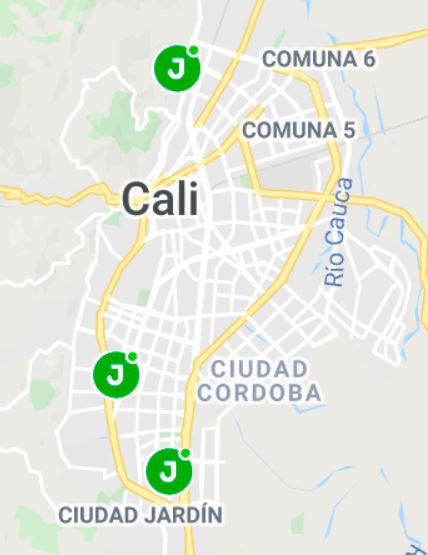 J
COMUNA 6
COMUNA 5
Cali
Río Cauca
J
CIUDAD
CORDOBA
J
CIUDAD JARDÍN